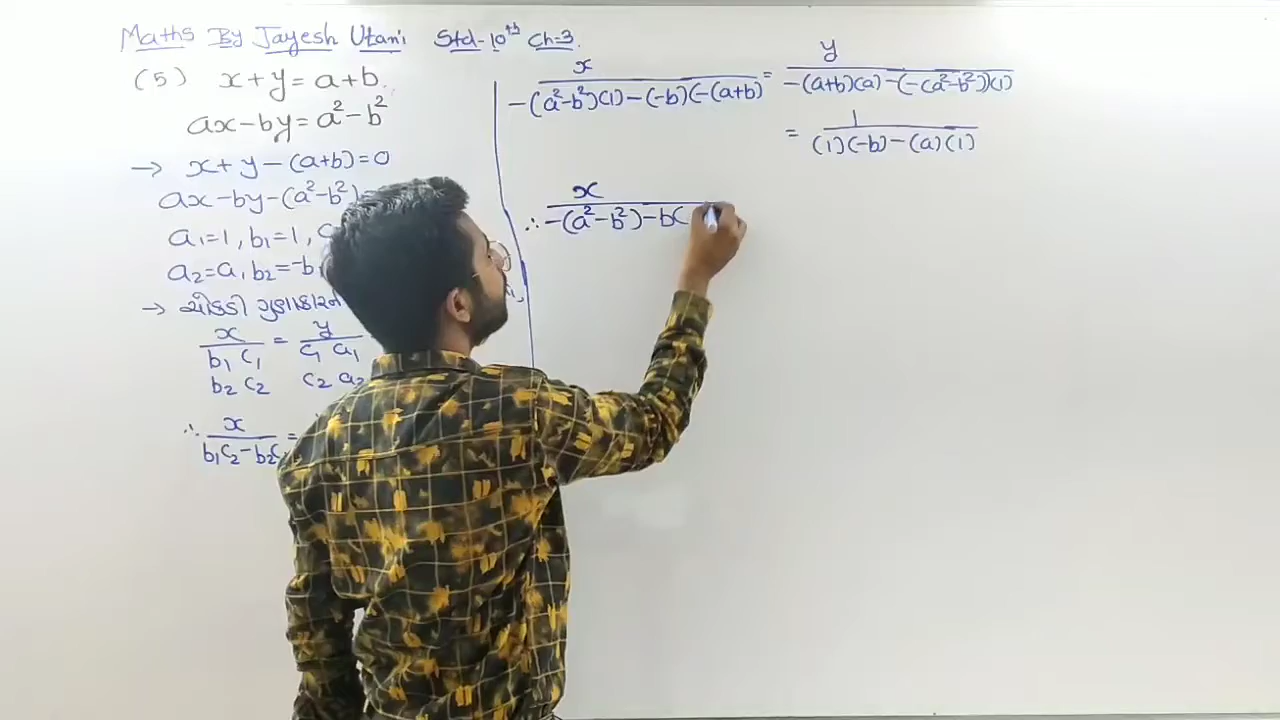 Maths By Jayesh Utani Std-10th Ch=3.
(5) x+y=a+b.
ax-by=a²-b²
→ x+y-(a+b)=0
ax-by-(a²-b²)
a₁=1, b₁=1, C
a₂=a, b₂=-b
→ ચોકડી ગુણાકારની
x/(b₁ C₁ b₂ C₂) = y/(C₁ a₁ C₂ a₂)
∴ x/(b₁C₂-b₂C =
x/(-(a²-b²)(1)-(-b)(-(a+b)) = y/(-(a+b)(a)-(-(a²-b²))(1)
= 1/((1)(-b)-(a)(1)
∴ x/(-(a²-b²)-b(